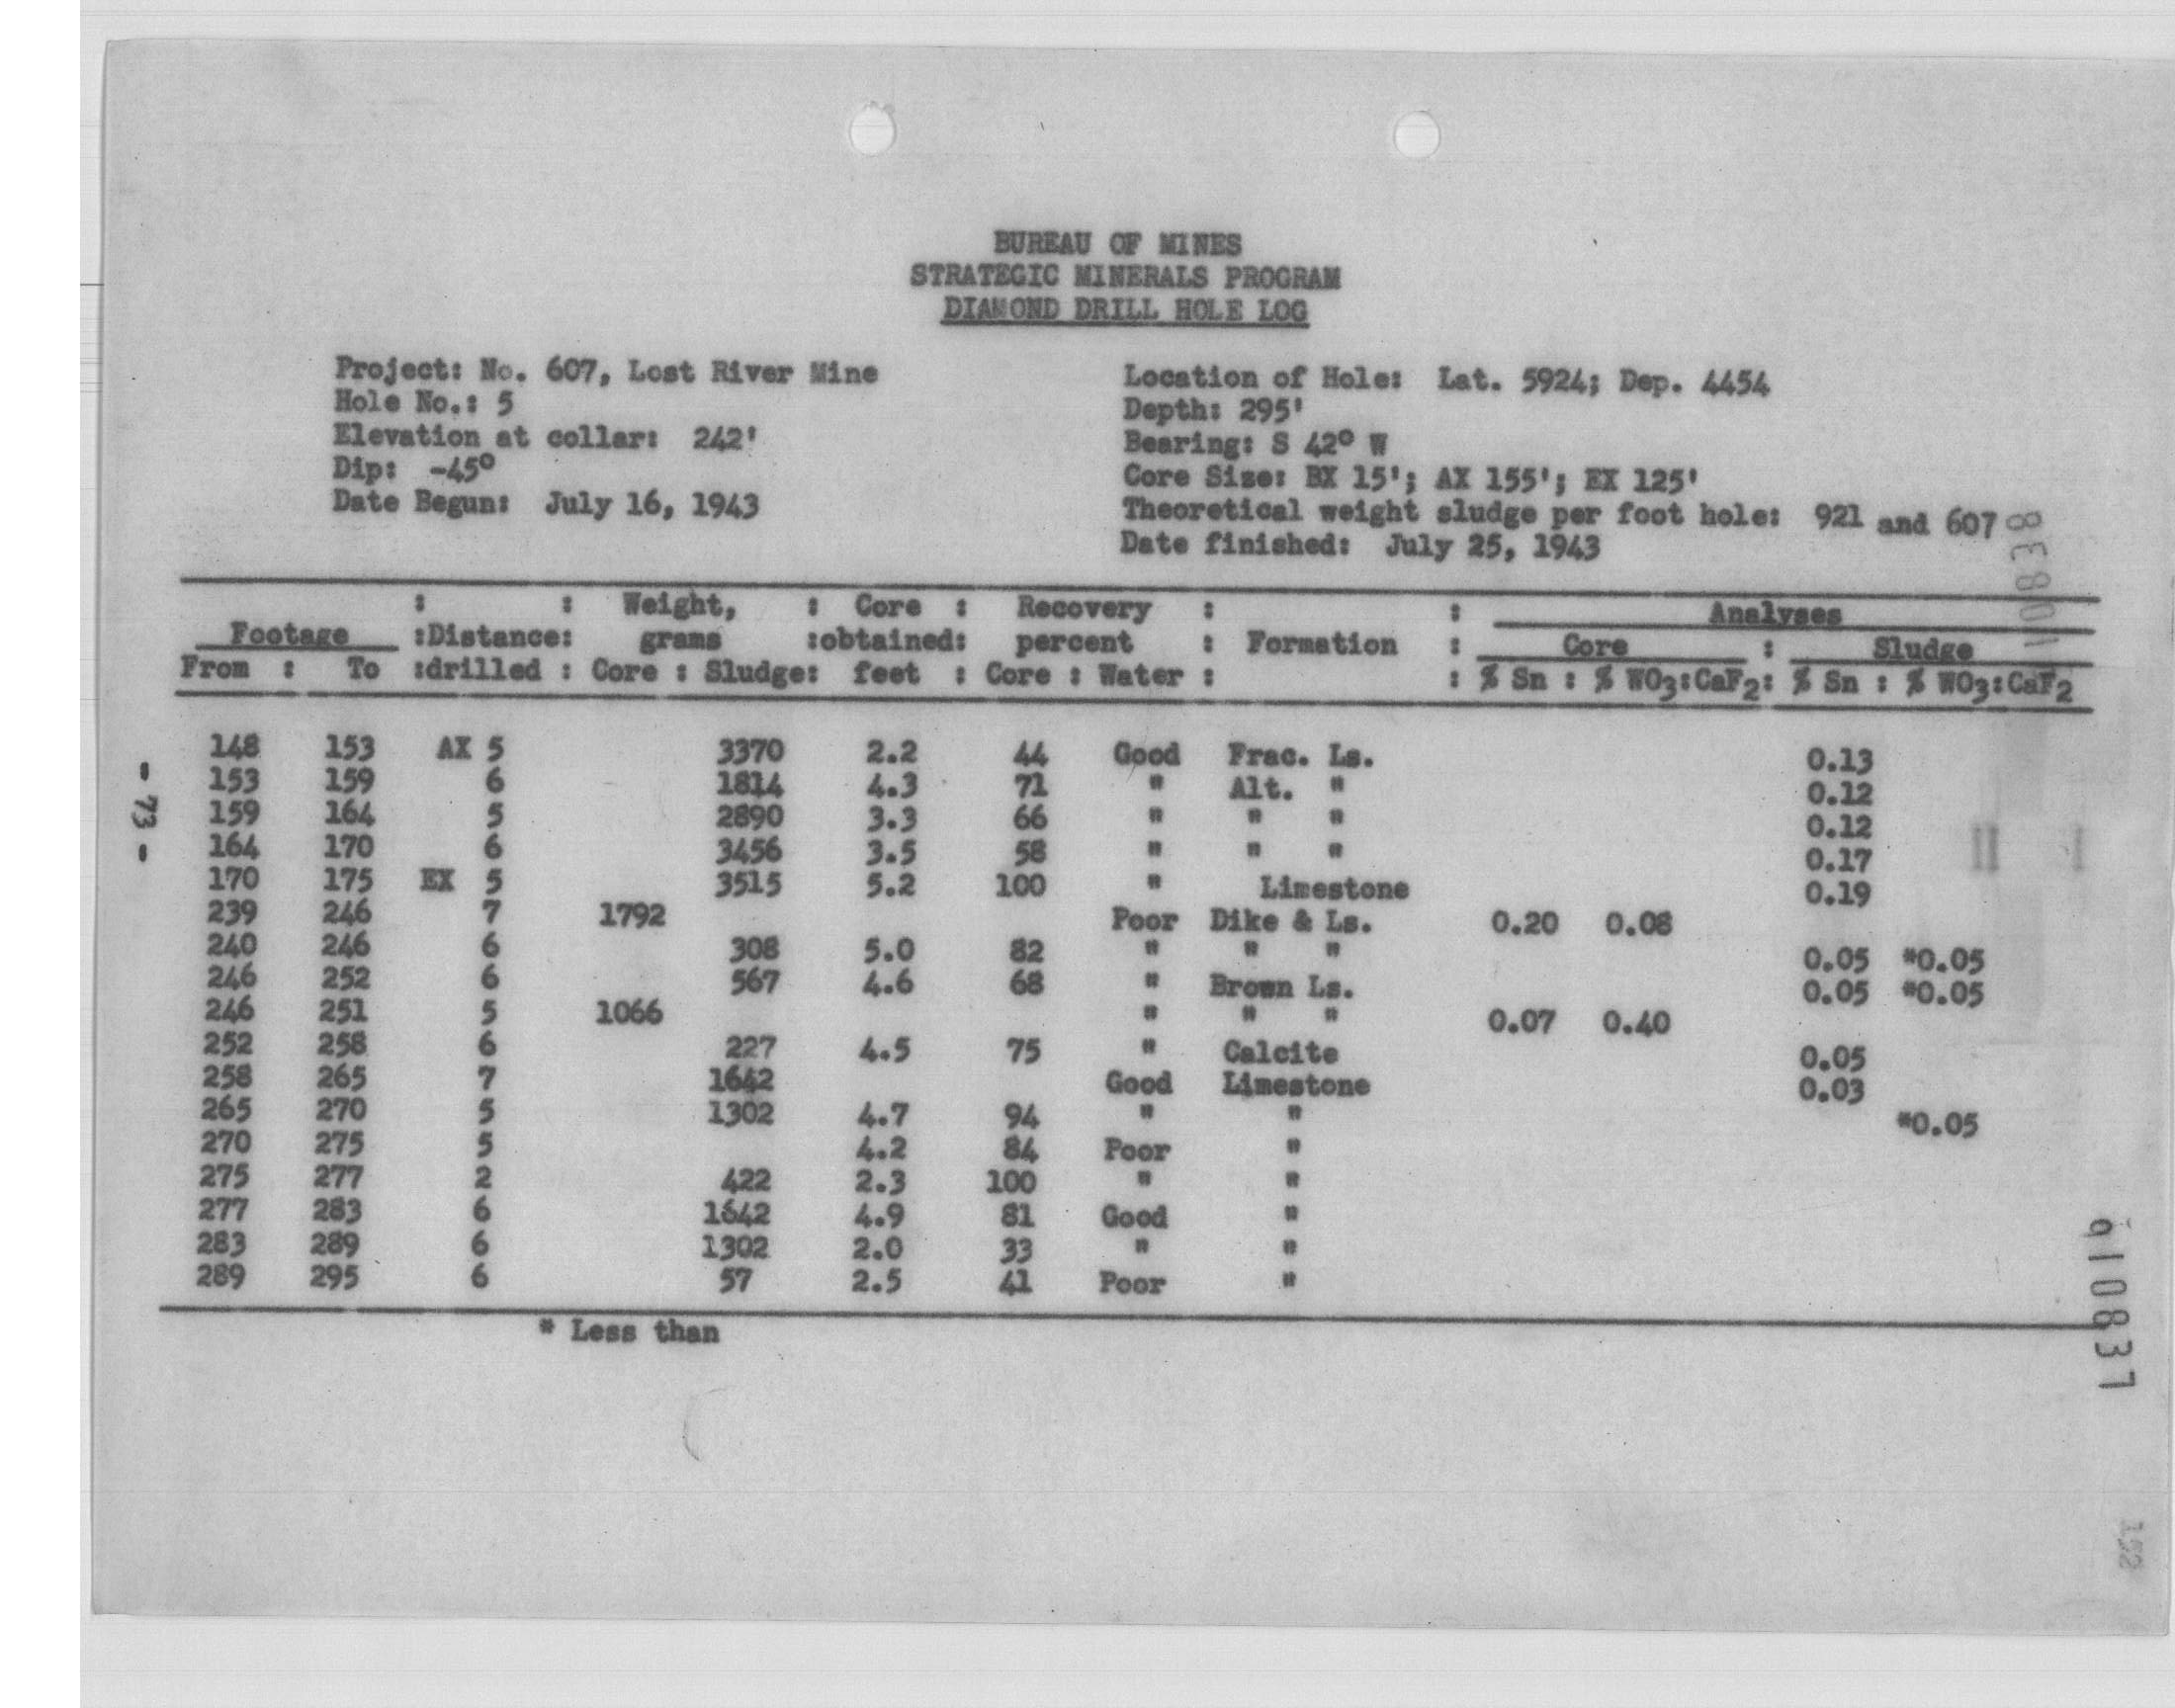 BUREAU OF MINES
STRATEGIC MINERALS PROGRAM
DIAMOND DRILL HOLE LOG
Project: No. 607, Lost River Mine
Hole No.: 5
Elevation at collar: 242'
Dip: -45°
Date Begun: July 16, 1943
Location of Hole: Lat. 5924; Dep. 4454
Depth: 295'
Bearing: S 42° W
Core Size: BX 15'; AX 155'; EX 125'
Theoretical weight sludge per foot hole: 921 and 607
Date finished: July 25, 1943
: : Weight, : Core : Recovery : : Analyses
Footage :Distance: grams :obtained: percent : Formation : Core : Sludge
From : To :drilled : Core : Sludge: feet : Core : Water : : % Sn : % WO3:CaF2: % Sn : % WO3:CaF2
148 153 AX 5 3370 2.2 44 Good Frac. Ls. 0.13
153 159 6 1814 4.3 71 " Alt. " 0.12
159 164 5 2890 3.3 66 " " " 0.12
164 170 6 3456 3.5 58 " " " 0.17
170 175 EX 5 3515 5.2 100 " Limestone 0.19
239 246 7 1792 Poor Dike & Ls. 0.20 0.08
240 246 6 308 5.0 82 " " " 0.05 *0.05
246 252 6 567 4.6 68 " Brown Ls. 0.05 *0.05
246 251 5 1066 " " " 0.07 0.40
252 258 6 227 4.5 75 " Calcite 0.05
258 265 7 1642 Good Limestone 0.03
265 270 5 1302 4.7 94 " " *0.05
270 275 5 4.2 84 Poor "
275 277 2 422 2.3 100 " "
277 283 6 1642 4.9 81 Good "
283 289 6 1302 2.0 33 " "
289 295 6 57 2.5 41 Poor "
* Less than
- 73 -
910837
152